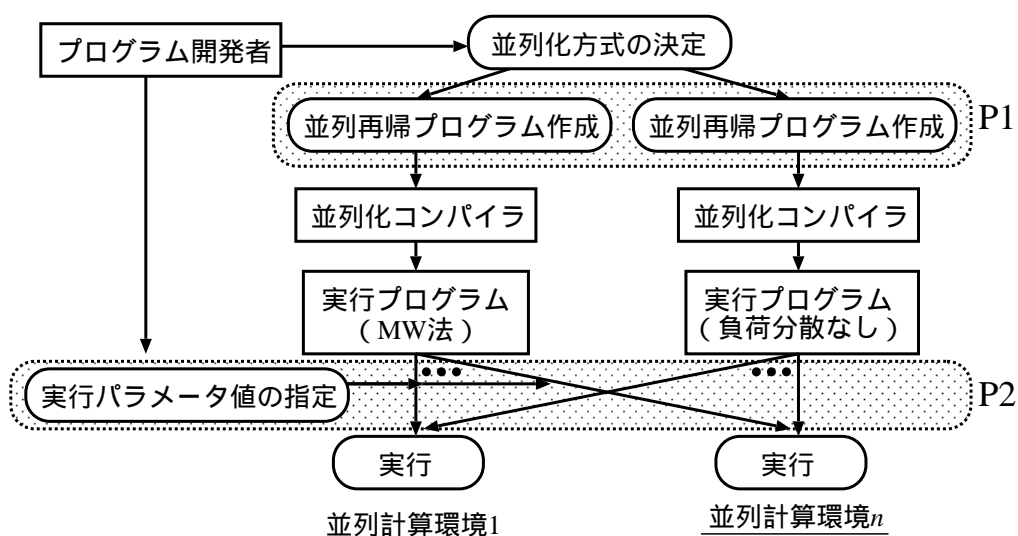 プログラム開発者
並列化方式の決定
並列再帰プログラム作成
並列再帰プログラム作成
P1
並列化コンパイラ
並列化コンパイラ
実行プログラム
（MW法）
実行プログラム
（負荷分散なし）
•••
•••
実行パラメータ値の指定
P2
実行
実行
並列計算環境1
並列計算環境n